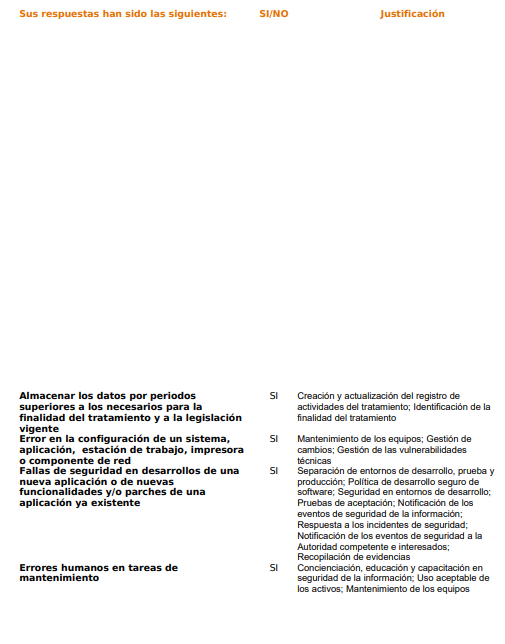 Sus respuestas han sido las siguientes: SI/NO Justificación
Almacenar los datos por periodos SI Creación y actualización del registro de
superiores a los necesarios para la actividades del tratamiento; Identificación de la
finalidad del tratamiento y a la legislación finalidad del tratamiento
vigente
Error en la configuración de un sistema, SI Mantenimiento de los equipos; Gestión de
aplicación, estación de trabajo, impresora cambios; Gestión de las vulnerabilidades
o componente de red técnicas
Fallas de seguridad en desarrollos de una SI Separación de entornos de desarrollo, prueba y
nueva aplicación o de nuevas producción; Política de desarrollo seguro de
funcionalidades y/o parches de una software; Seguridad en entornos de desarrollo;
aplicación ya existente Pruebas de aceptación; Notificación de los
eventos de seguridad de la información;
Respuesta a los incidentes de seguridad;
Notificación de los eventos de seguridad a la
Autoridad competente e interesados;
Recopilación de evidencias
Errores humanos en tareas de SI Concienciación, educación y capacitación en
mantenimiento seguridad de la información; Uso aceptable de
los activos; Mantenimiento de los equipos